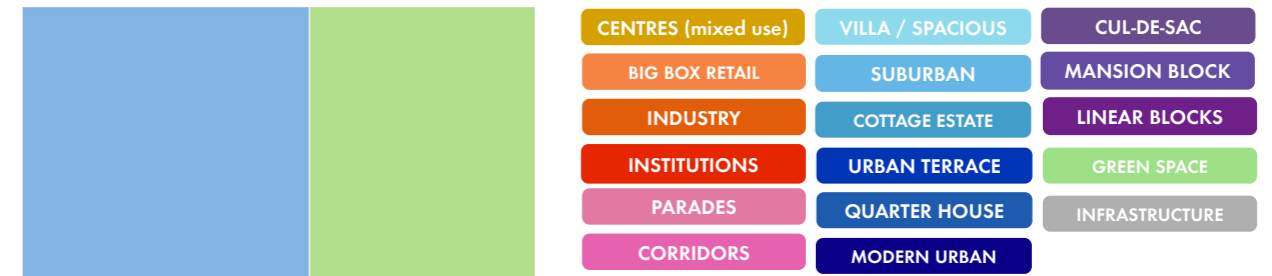 CENTRES (mixed use)
BIG BOX RETAIL
INDUSTRY
INSTITUTIONS
PARADES
CORRIDORS
VILLA / SPACIOUS
SUBURBAN
COTTAGE ESTATE
URBAN TERRACE
QUARTER HOUSE
MODERN URBAN
CUL-DE-SAC
MANSION BLOCK
LINEAR BLOCKS
GREEN SPACE
INFRASTRUCTURE